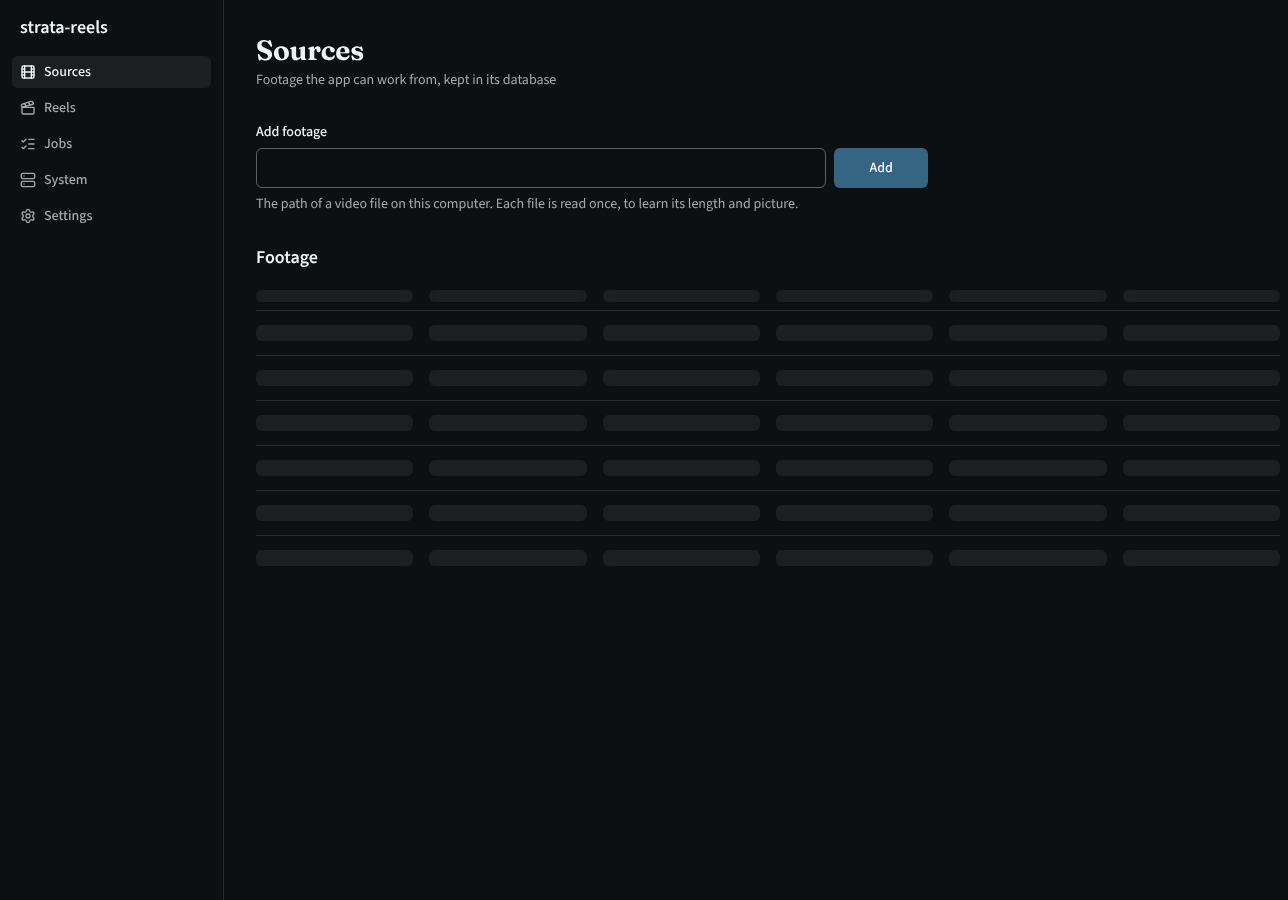 strata-reels
Sources
Reels
Jobs
System
Settings
Sources
Footage the app can work from, kept in its database
Add footage
Add
The path of a video file on this computer. Each file is read once, to learn its length and picture.
Footage